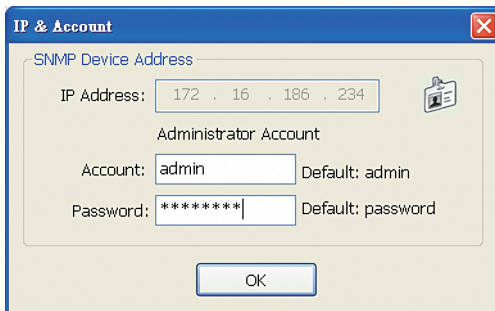 IP & Account
SNMP Device Address
IP Address: 172 . 16 . 186 . 234
Administrator Account
Account: admin Default: admin
Password: ******** Default: password
OK